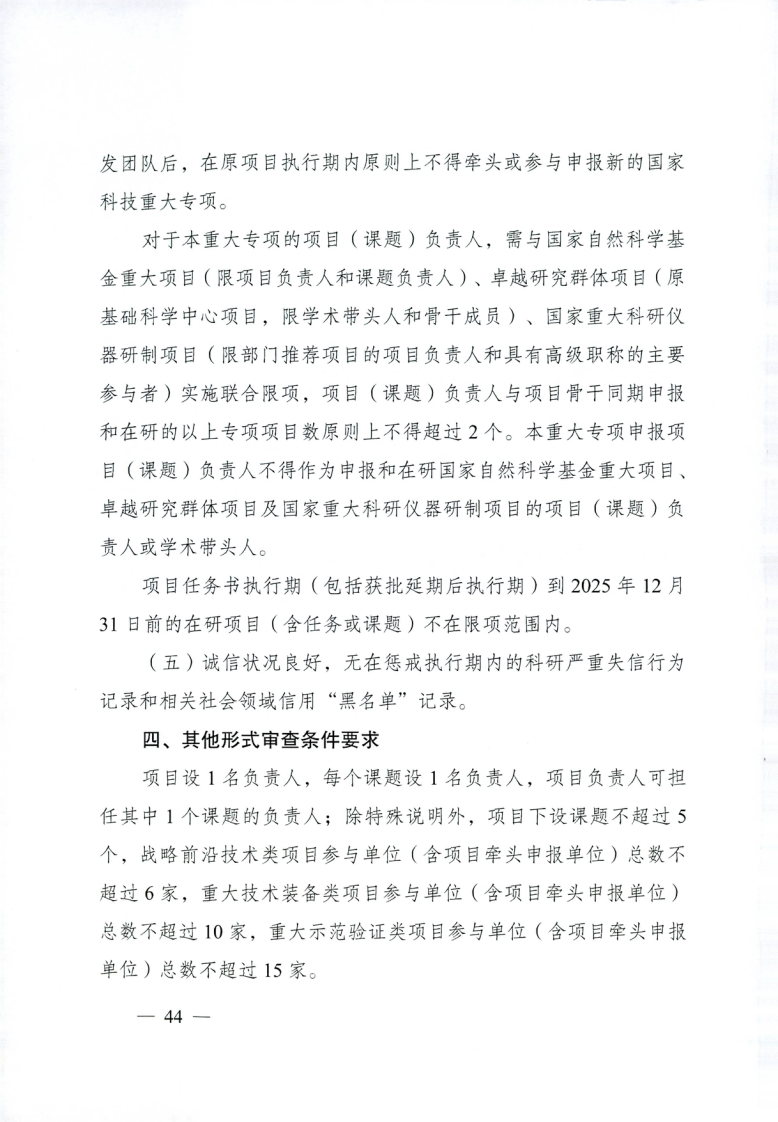 发团队后，在原项目执行期内原则上不得牵头或参与申报新的国家
科技重大专项。
对于本重大专项的项目（课题）负责人，需与国家自然科学基
金重大项目（限项目负责人和课题负责人）、卓越研究群体项目（原
基础科学中心项目，限学术带头人和骨干成员）、国家重大科研仪
器研制项目（限部门推荐项目的项目负责人和具有高级职称的主要
参与者）实施联合限项，项目（课题）负责人与项目骨干同期申报
和在研的以上专项项目数原则上不得超过 2 个。本重大专项申报项
目（课题）负责人不得作为申报和在研国家自然科学基金重大项目、
卓越研究群体项目及国家重大科研仪器研制项目的项目（课题）负
责人或学术带头人。
项目任务书执行期（包括获批延期后执行期）到 2025 年 12 月
31 日前的在研项目（含任务或课题）不在限项范围内。
（五）诚信状况良好，无在惩戒执行期内的科研严重失信行为
记录和相关社会领域信用“黑名单”记录。
四、其他形式审查条件要求
项目设 1 名负责人，每个课题设 1 名负责人，项目负责人可担
任其中 1 个课题的负责人；除特殊说明外，项目下设课题不超过 5
个，战略前沿技术类项目参与单位（含项目牵头申报单位）总数不
超过 6 家，重大技术装备类项目参与单位（含项目牵头申报单位）
总数不超过 10 家，重大示范验证类项目参与单位（含项目牵头申报
单位）总数不超过 15 家。
— 44 —